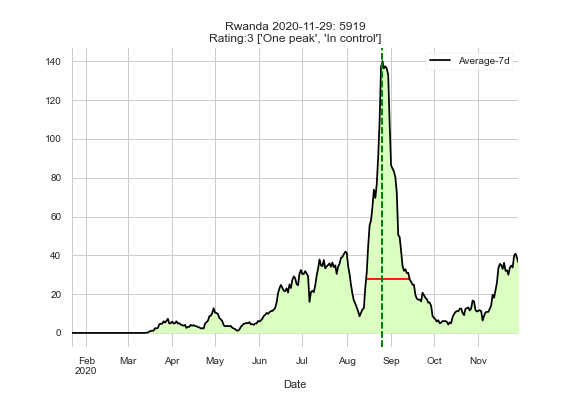 Rwanda 2020-11-29: 5919
Rating:3 ['One peak', 'In control']
Average-7d
140
120
100
80
60
40
20
0
Feb Mar Apr May Jun Jul Aug Sep Oct Nov
2020
Date